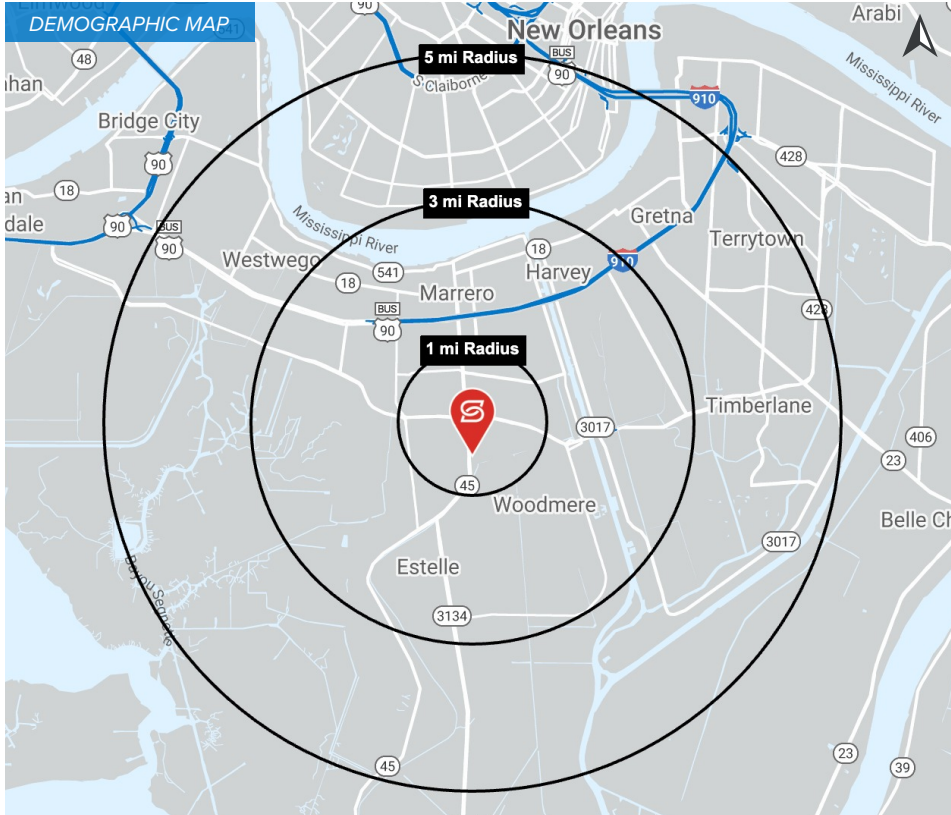 Elmwood
DEMOGRAPHIC MAP
541
90
New Orleans
Arabi
48
5 mi Radius
BUS
90
S Claiborne
Mississippi River
910
Bridge City
90
428
18
3 mi Radius
dale
90
BUS
90
Mississippi River
Gretna
Terrytown
18
Westwego
541
18
Harvey
910
Marrero
BUS
90
428
1 mi Radius
Timberlane
3017
406
23
45
Woodmere
Belle Ch
3017
Estelle
Bayou Segnette
3134
45
23
39